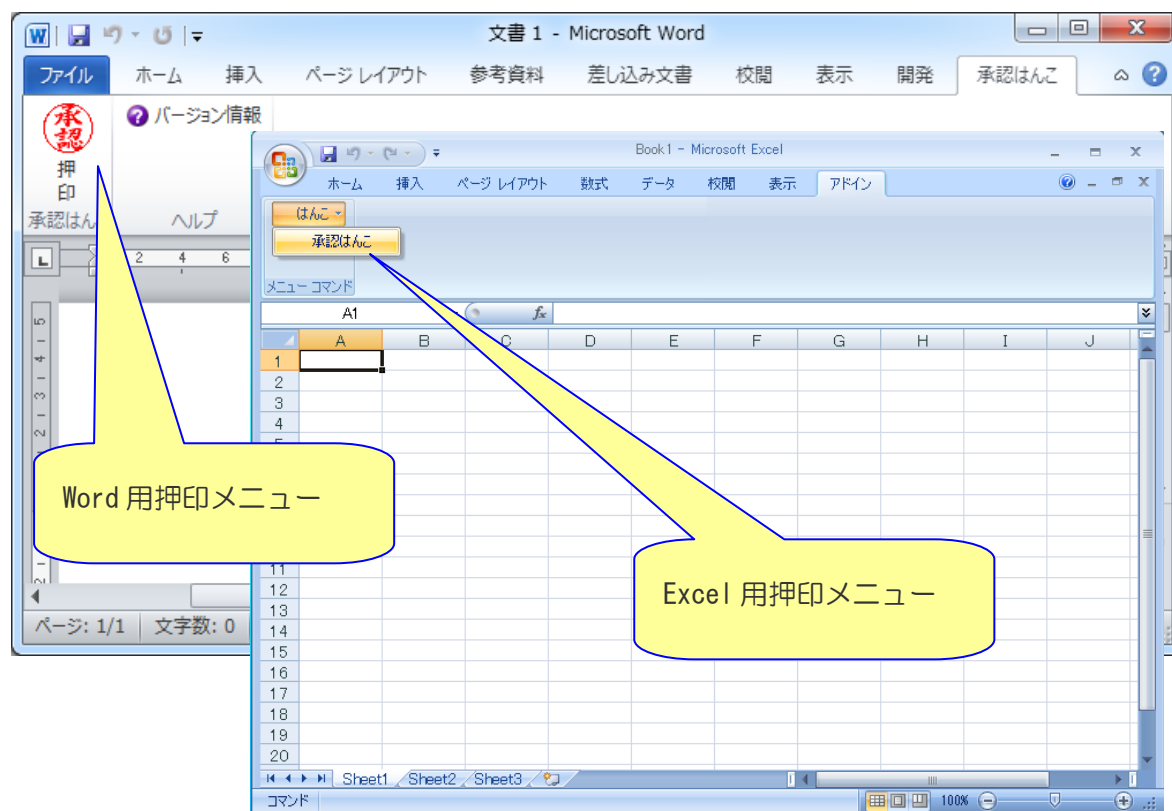 文書 1 - Microsoft Word
ファイル ホーム 挿入 ページ レイアウト 参考資料 差し込み文書 校閲 表示 開発 承認はんこ
承認
バージョン情報
押
印
承認はん
ヘルプ
2 4 6
Book1 - Microsoft Excel
ホーム 挿入 ページ レイアウト 数式 データ 校閲 表示 アドイン
はんこ
承認はんこ
メニュー コマンド
A1
fx
A B C D E F G H I J
1
2
3
4
5
Word 用押印メニュー
Excel 用押印メニュー
11
12
13
14
15
16
17
18
19
20
Sheet1 Sheet2 Sheet3
コマンド
100%
ページ: 1/1 文字数: 0